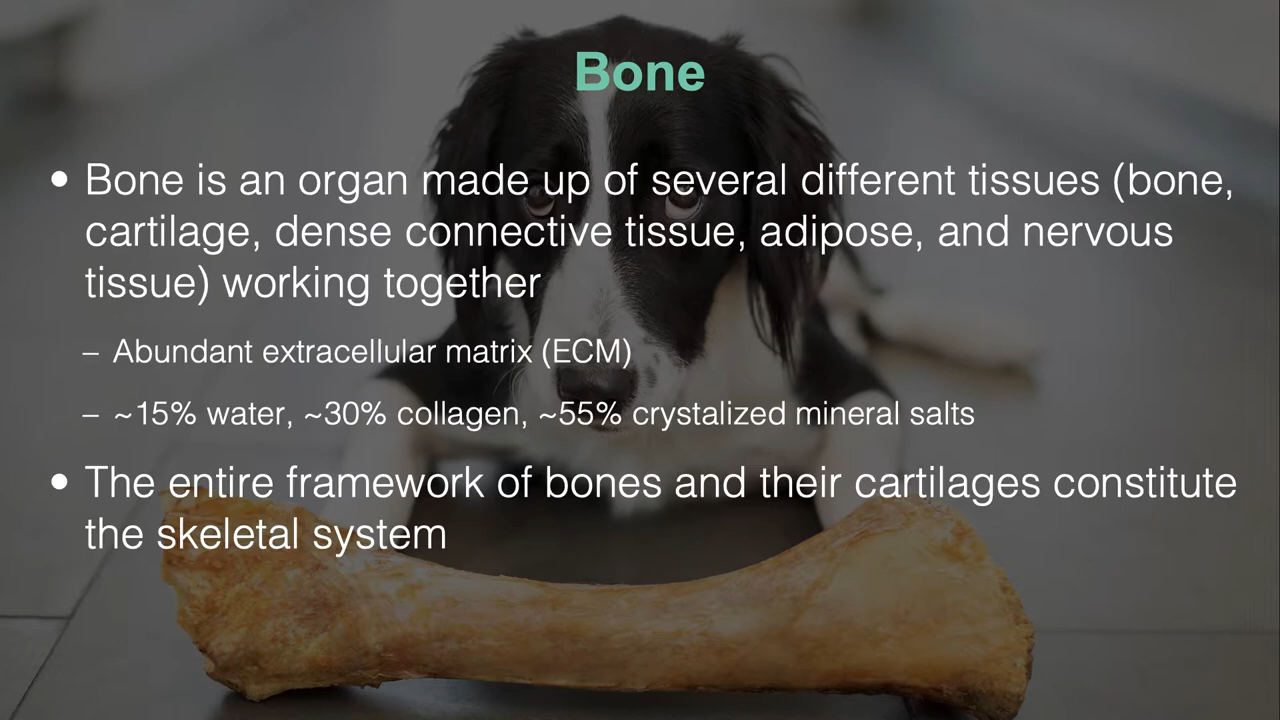 Bone
• Bone is an organ made up of several different tissues (bone,
cartilage, dense connective tissue, adipose, and nervous
tissue) working together
– Abundant extracellular matrix (ECM)
– ~15% water, ~30% collagen, ~55% crystalized mineral salts
• The entire framework of bones and their cartilages constitute
the skeletal system